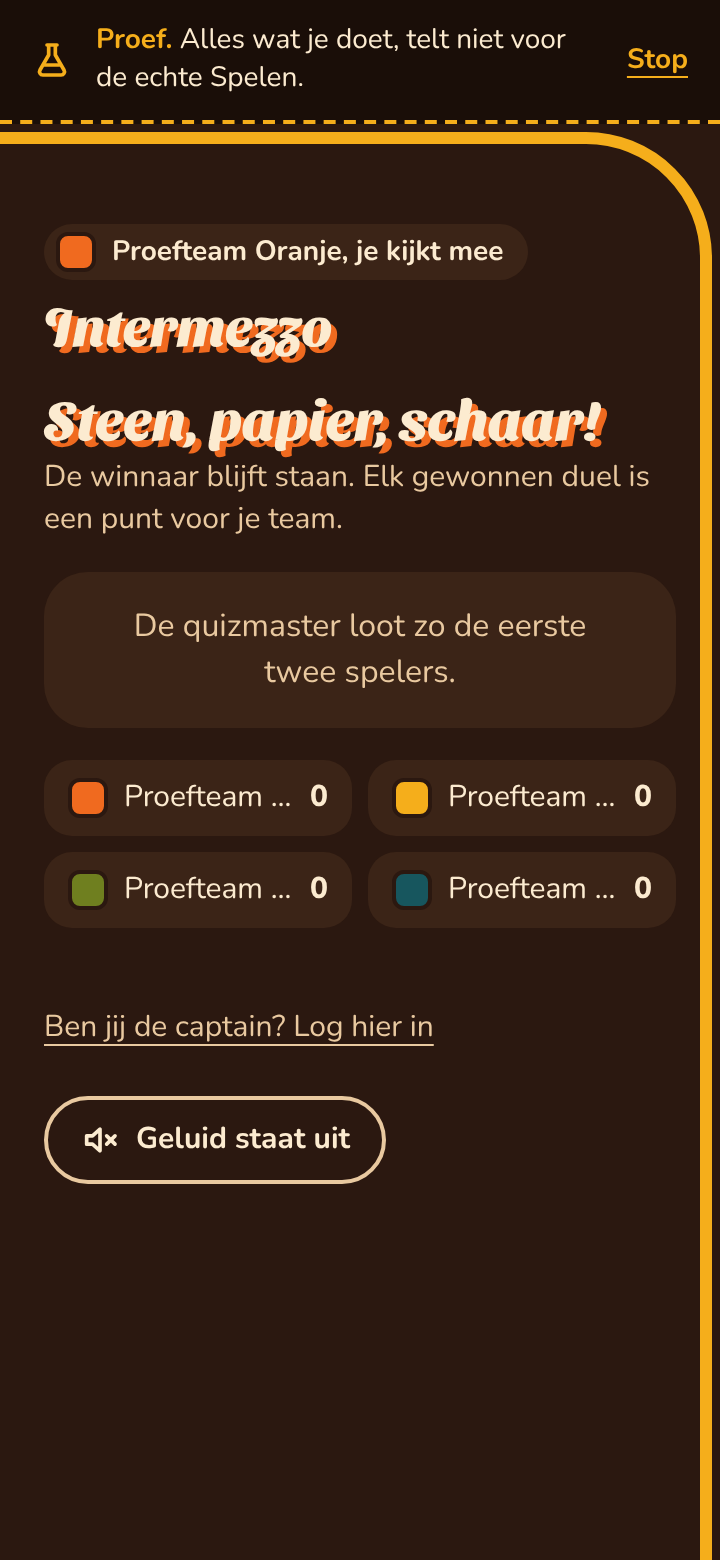 Proef. Alles wat je doet, telt niet voor
de echte Spelen.
Stop
Proefteam Oranje, je kijkt mee
Intermezzo
Steen, papier, schaar!
De winnaar blijft staan. Elk gewonnen duel is
een punt voor je team.
De quizmaster loot zo de eerste
twee spelers.
Proefteam ... 0
Proefteam ... 0
Proefteam ... 0
Proefteam ... 0
Ben jij de captain? Log hier in
Geluid staat uit